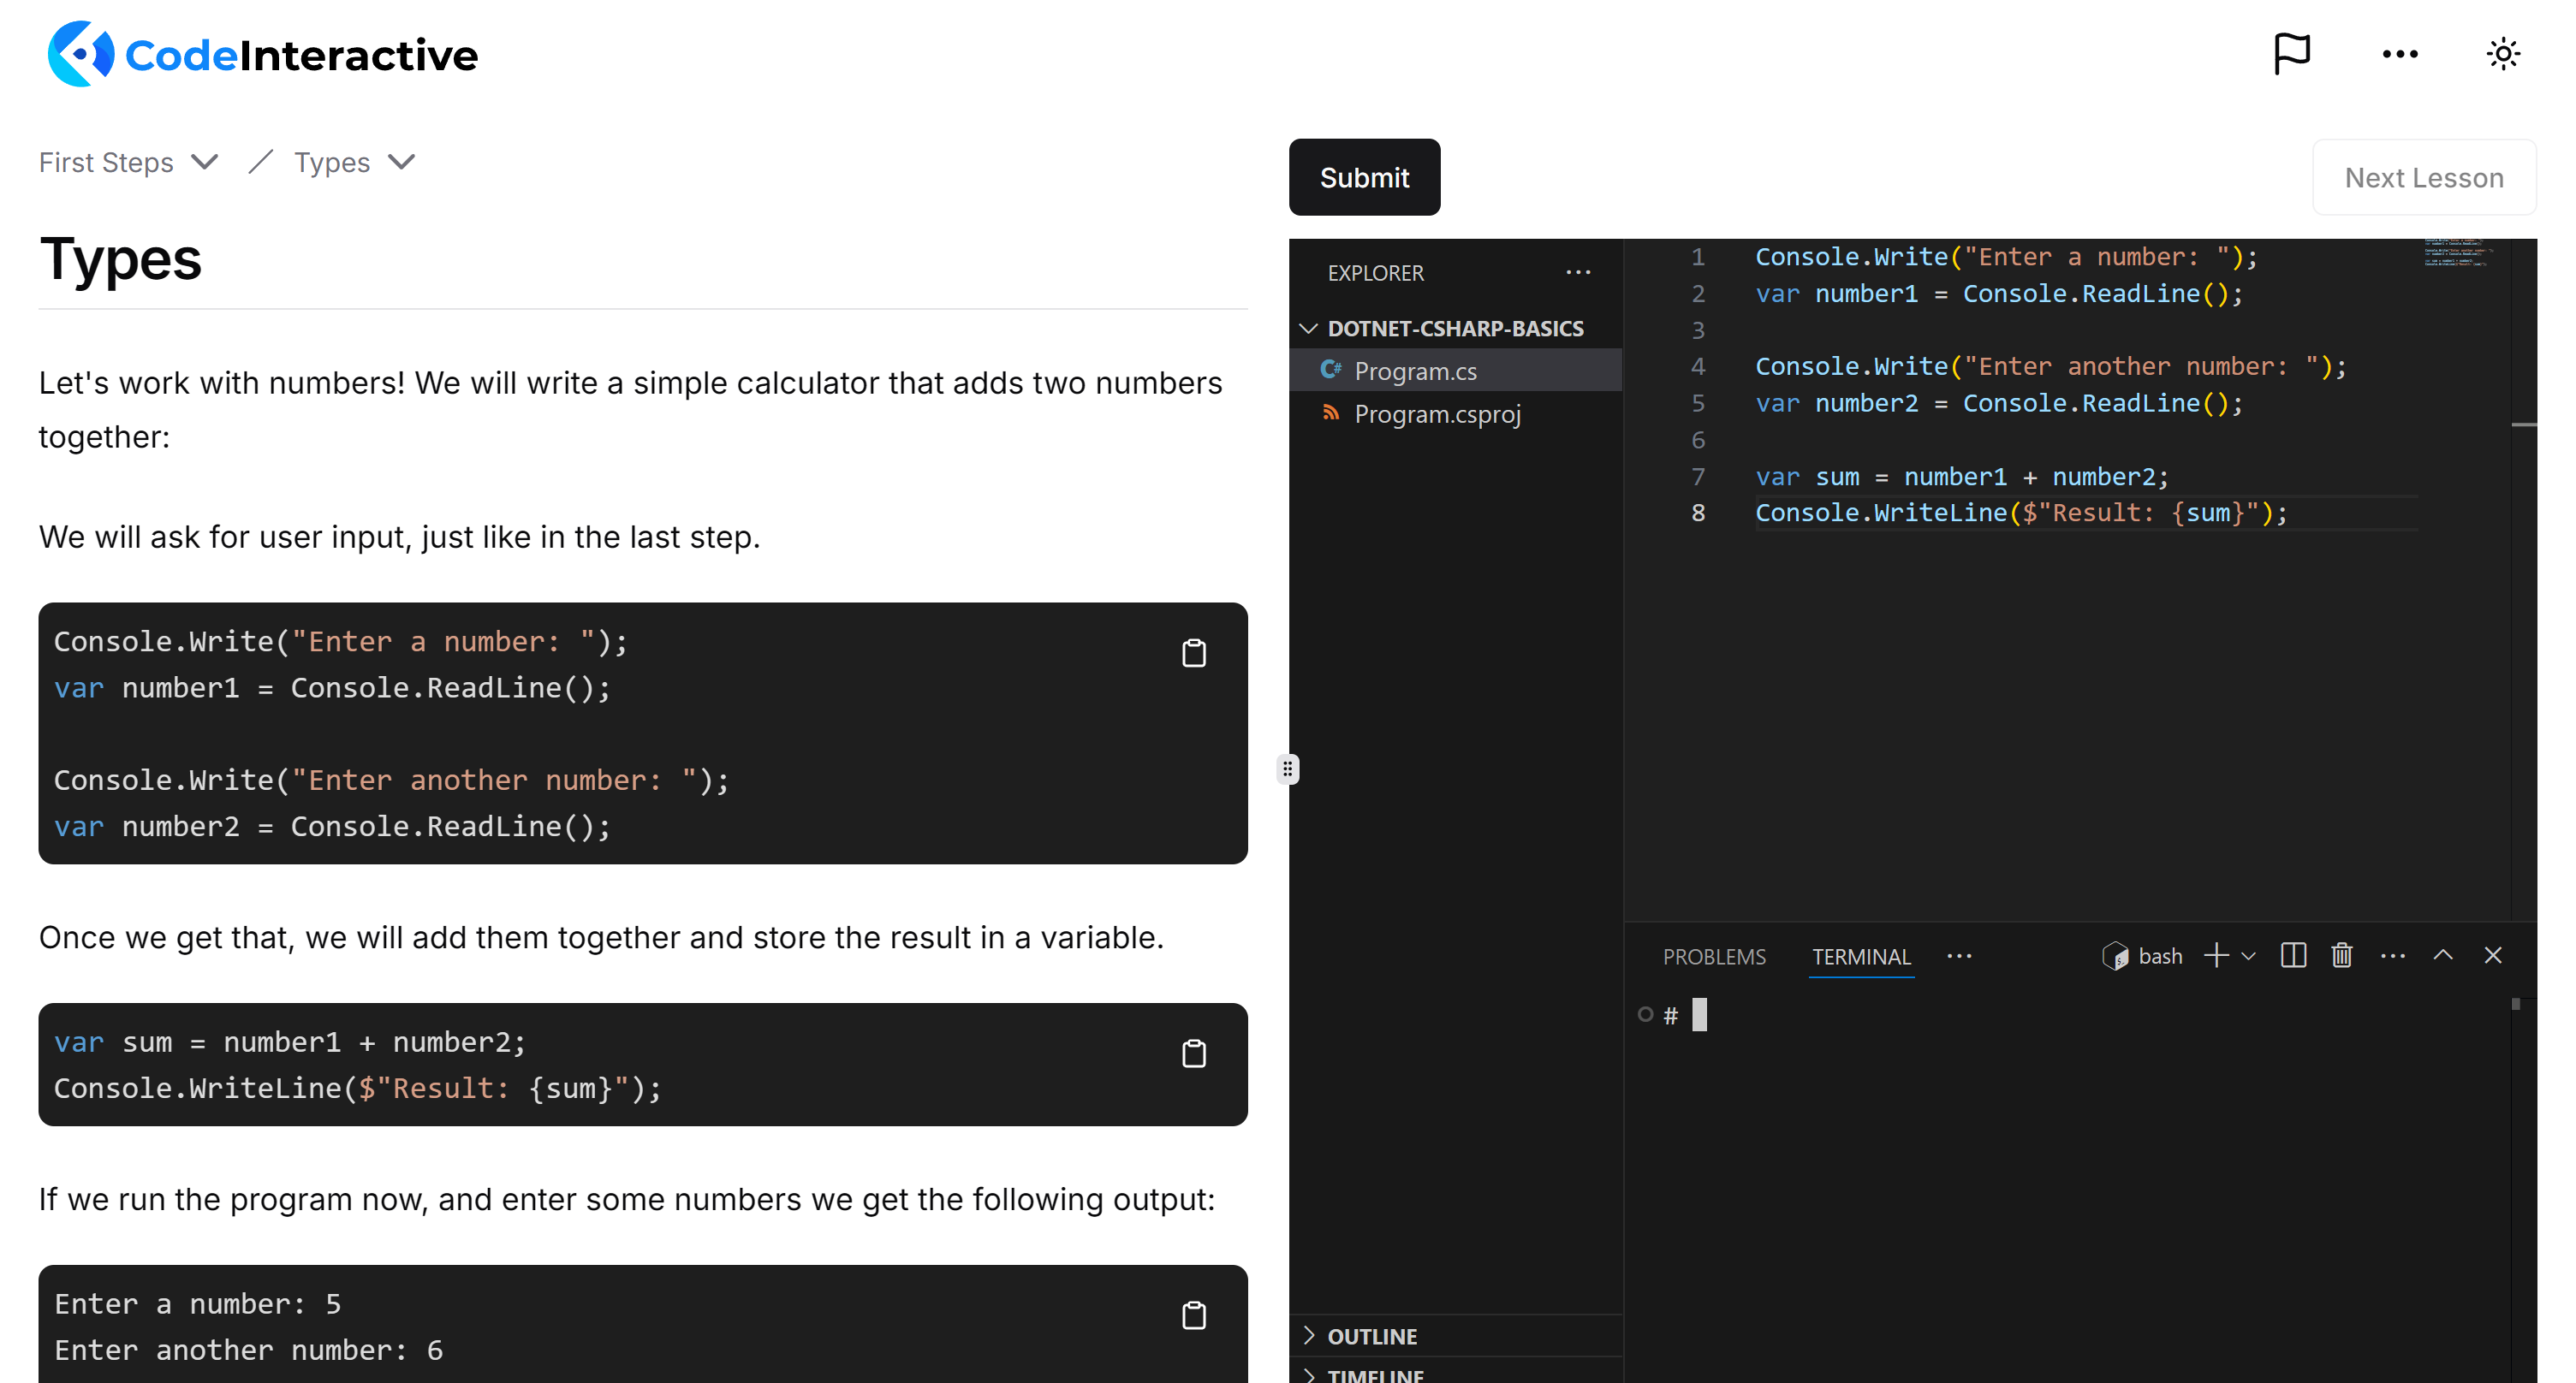 CodeInteractive
First Steps / Types
Types
Let's work with numbers! We will write a simple calculator that adds two numbers
together:
We will ask for user input, just like in the last step.
Console.Write("Enter a number: ");
var number1 = Console.ReadLine();
Console.Write("Enter another number: ");
var number2 = Console.ReadLine();
Once we get that, we will add them together and store the result in a variable.
var sum = number1 + number2;
Console.WriteLine($"Result: {sum}");
If we run the program now, and enter some numbers we get the following output:
Enter a number: 5
Enter another number: 6
Submit
Next Lesson
EXPLORER
DOTNET-CSHARP-BASICS
C# Program.cs
Program.csproj
OUTLINE
TIMELINE
1 Console.Write("Enter a number: ");
2 var number1 = Console.ReadLine();
3
4 Console.Write("Enter another number: ");
5 var number2 = Console.ReadLine();
6
7 var sum = number1 + number2;
8 Console.WriteLine($"Result: {sum}");
PROBLEMS TERMINAL bash
#